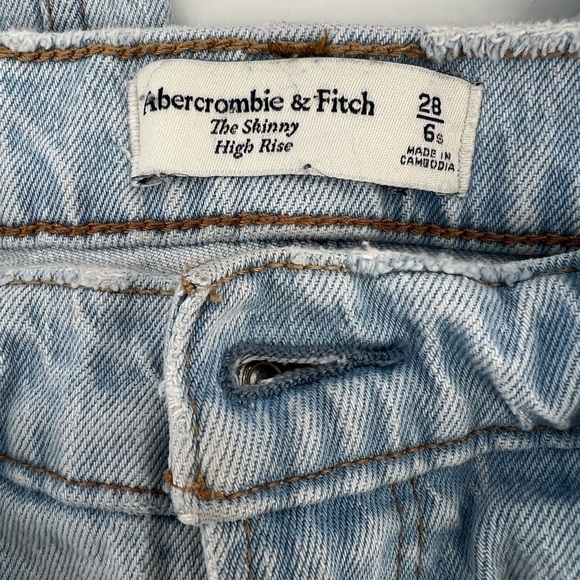 Abercrombie & Fitch
The Skinny
High Rise
28
6S
MADE IN
CAMBODIA